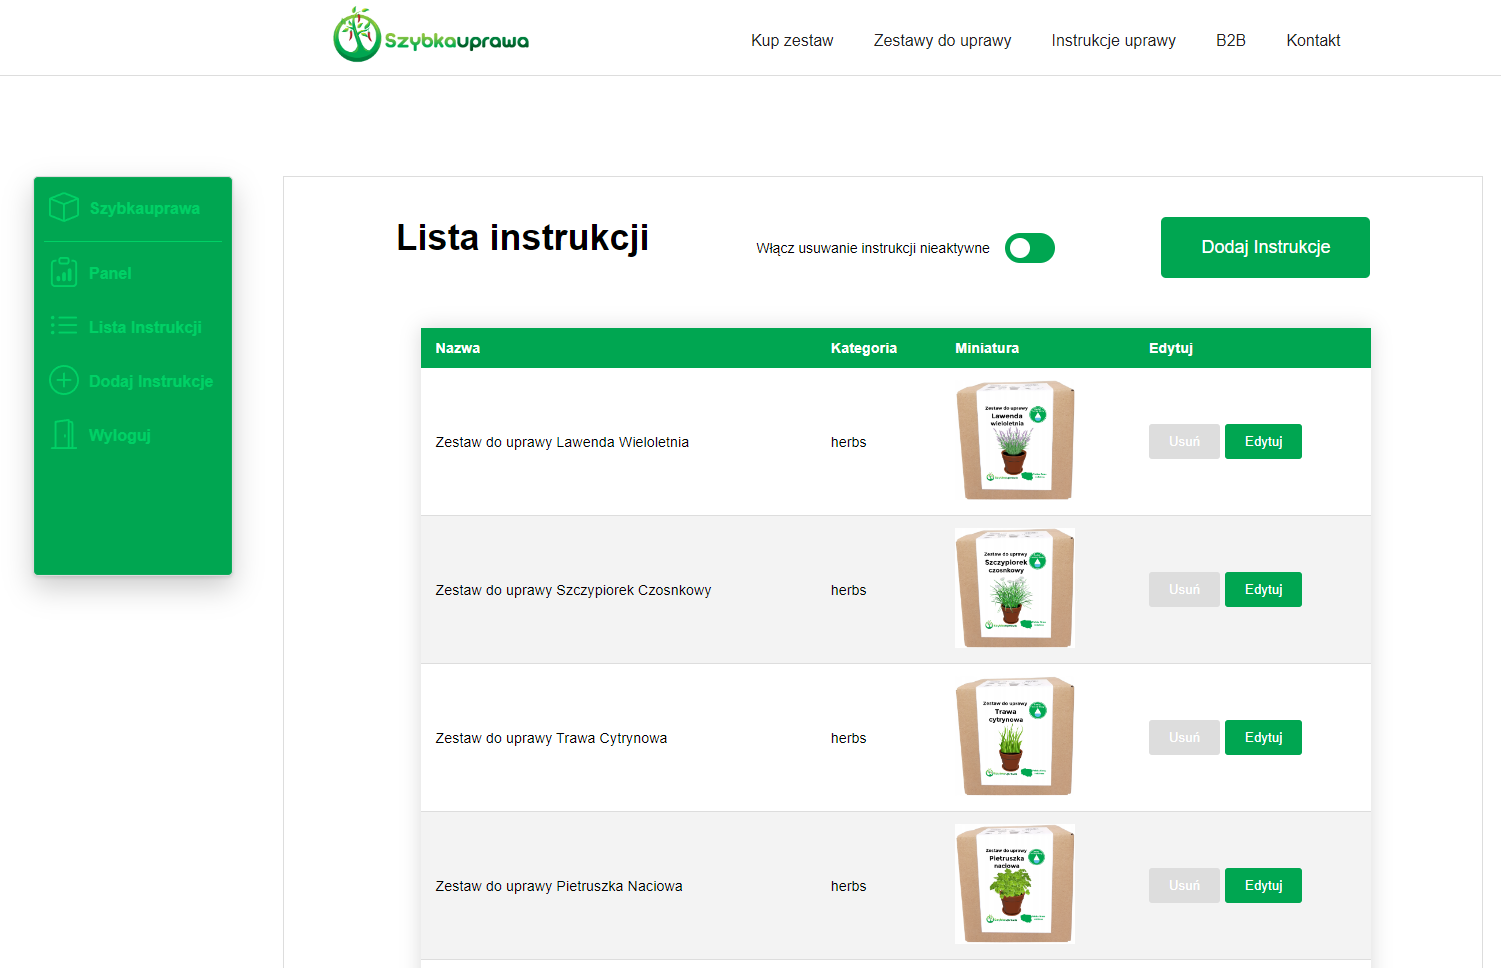 Szybkauprawa
Kup zestaw
Zestawy do uprawy
Instrukcje uprawy
B2B
Kontakt
Szybkauprawa
Panel
Lista Instrukcji
Dodaj Instrukcje
Wyloguj
Lista instrukcji
Włącz usuwanie instrukcji nieaktywne
Dodaj Instrukcje
Nazwa Kategoria Miniatura Edytuj
Zestaw do uprawy Lawenda Wieloletnia
herbs
Zestaw do uprawy
Lawenda
wieloletnia
Usuń
Edytuj
Zestaw do uprawy Szczypiorek Czosnkowy
herbs
Zestaw do uprawy
Szczypiorek
czosnkowy
Usuń
Edytuj
Zestaw do uprawy Trawa Cytrynowa
herbs
Zestaw do uprawy
Trawa
cytrynowa
Usuń
Edytuj
Zestaw do uprawy Pietruszka Naciowa
herbs
Zestaw do uprawy
Pietruszka
naciowa
Usuń
Edytuj